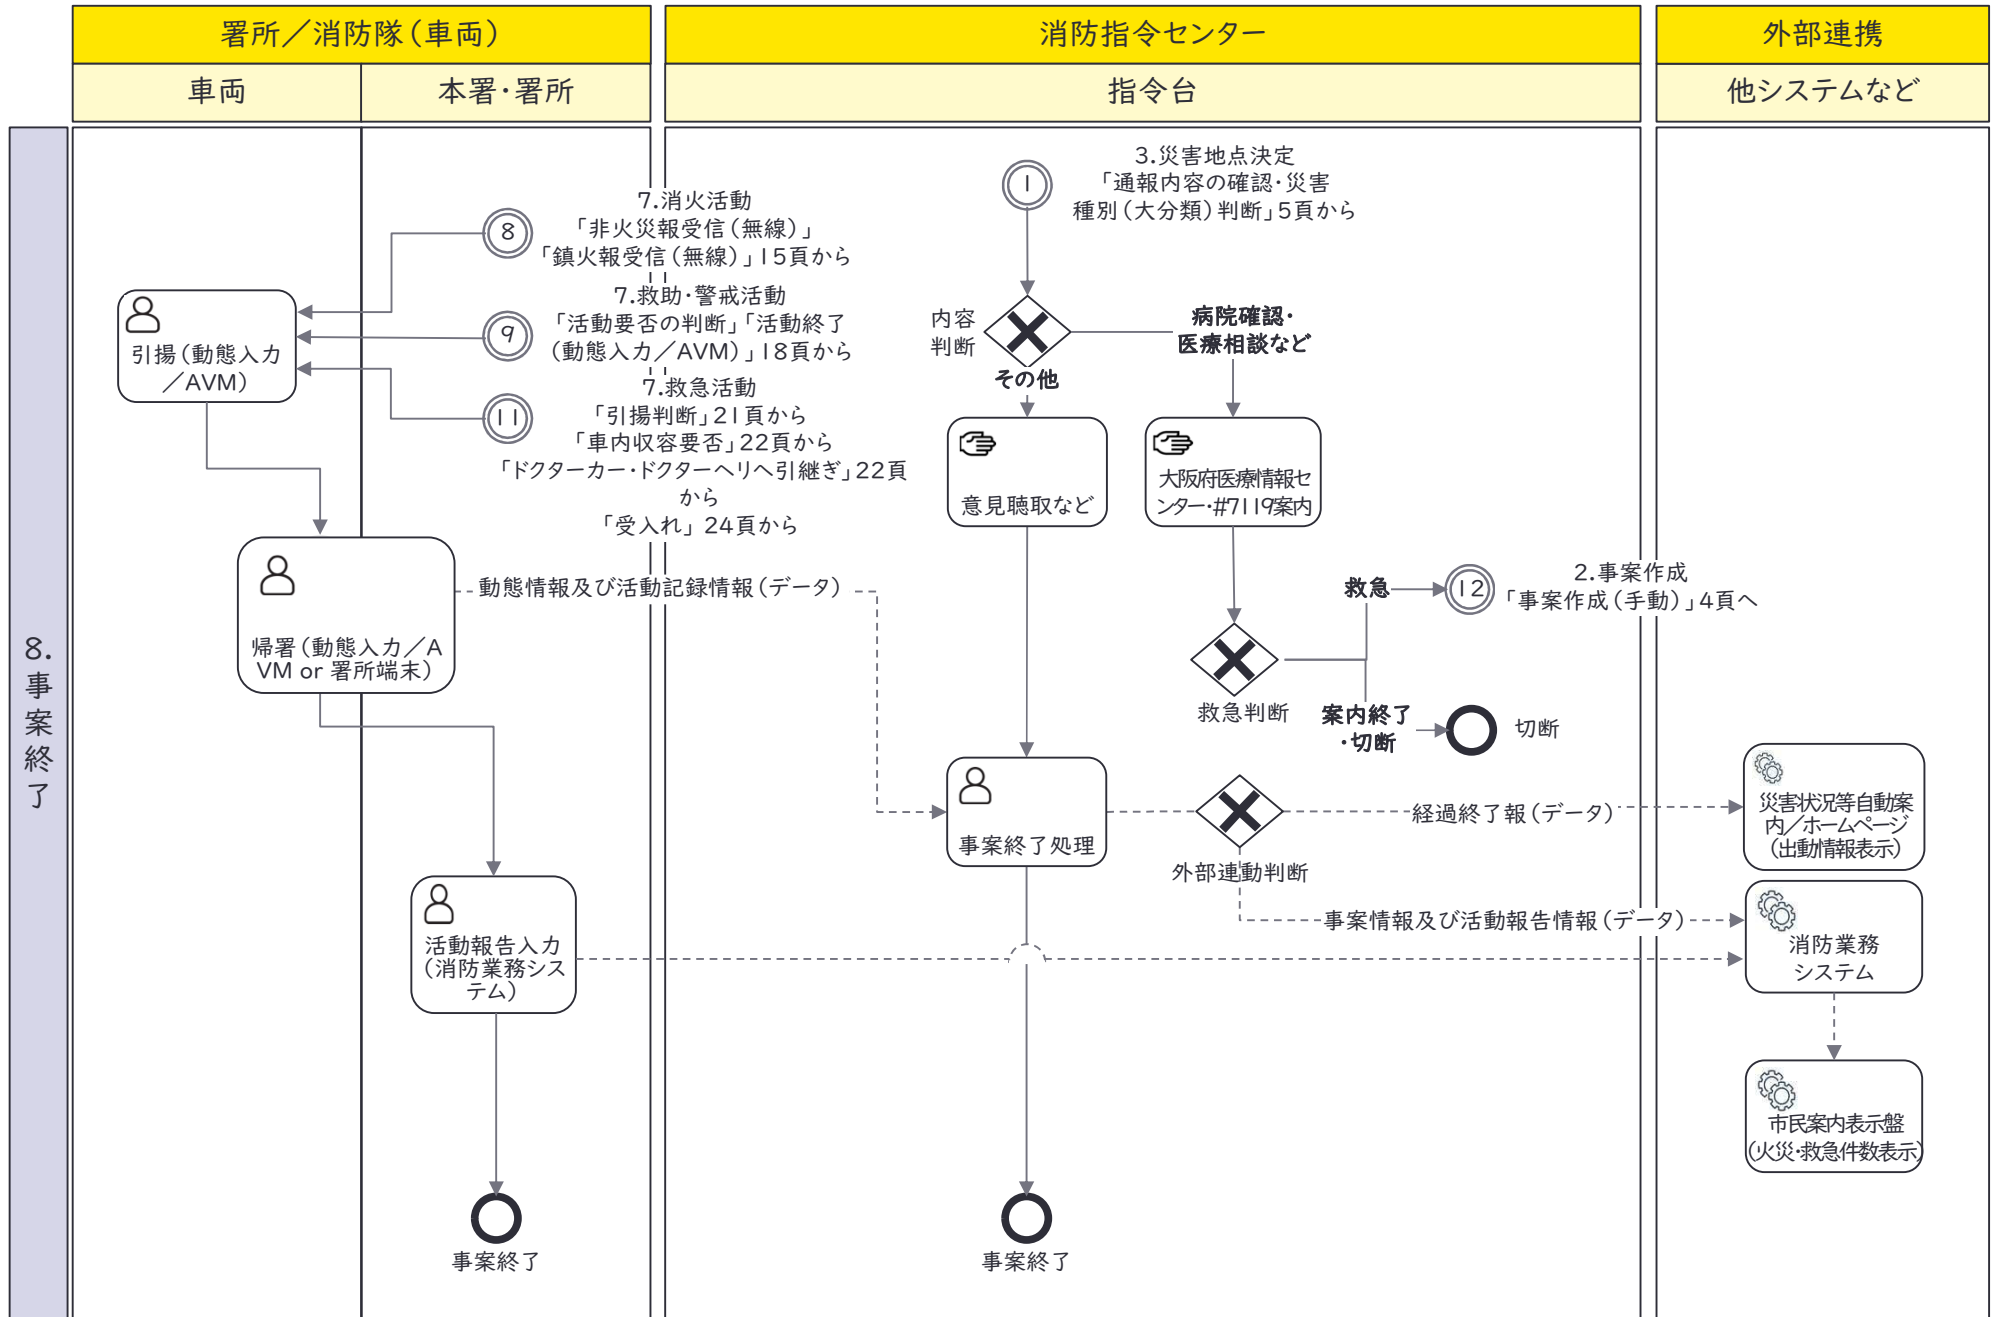 署所／消防隊（車両）
消防指令センター
外部連携
車両
本署・署所
指令台
他システムなど
8.事案終了
8
7.消火活動
「非火災報受信（無線）」
「鎮火報受信（無線）」15頁から
9
7.救助・警戒活動
「活動要否の判断」「活動終了
（動態入力／AVM）」18頁から
11
7.救急活動
「引揚判断」21頁から
「車内収容要否」22頁から
「ドクターカー・ドクターヘリへ引継ぎ」22頁
から
「受入れ」24頁から
引揚（動態入力
／AVM）
帰署（動態入力／A
VM or 署所端末）
動態情報及び活動記録情報（データ）
活動報告入力
（消防業務シス
テム）
事案終了
1
3.災害地点決定
「通報内容の確認・災害
種別（大分類）判断」5頁から
内容
判断
病院確認・
医療相談など
その他
意見聴取など
大阪府医療情報セ
ンター・#7119案内
救急
12
2.事案作成
「事案作成（手動）」4頁へ
救急判断
案内終了
・切断
切断
事案終了処理
外部連動判断
経過終了報（データ）
事案情報及び活動報告情報（データ）
事案終了
災害状況等自動案
内／ホームページ
（出動情報表示）
消防業務
システム
市民案内表示盤
（火災・救急件数表示）